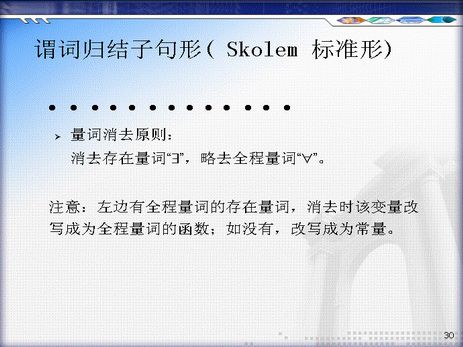 谓词归结子句形( Skolem 标准形)
➢ 量词消去原则:
消去存在量词“∃”,略去全程量词“∀”。
注意:左边有全程量词的存在量词,消去时该变量改
写成为全程量词的函数;如没有,改写成为常量。
30